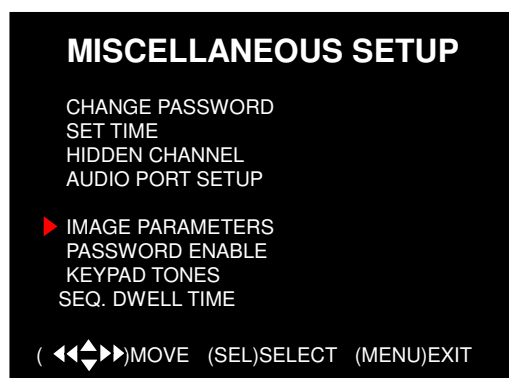 MISCELLANEOUS SETUP
CHANGE PASSWORD
SET TIME
HIDDEN CHANNEL
AUDIO PORT SETUP
IMAGE PARAMETERS
PASSWORD ENABLE
KEYPAD TONES
SEQ. DWELL TIME
( ◀◀▲▼▶▶)MOVE (SEL)SELECT (MENU)EXIT